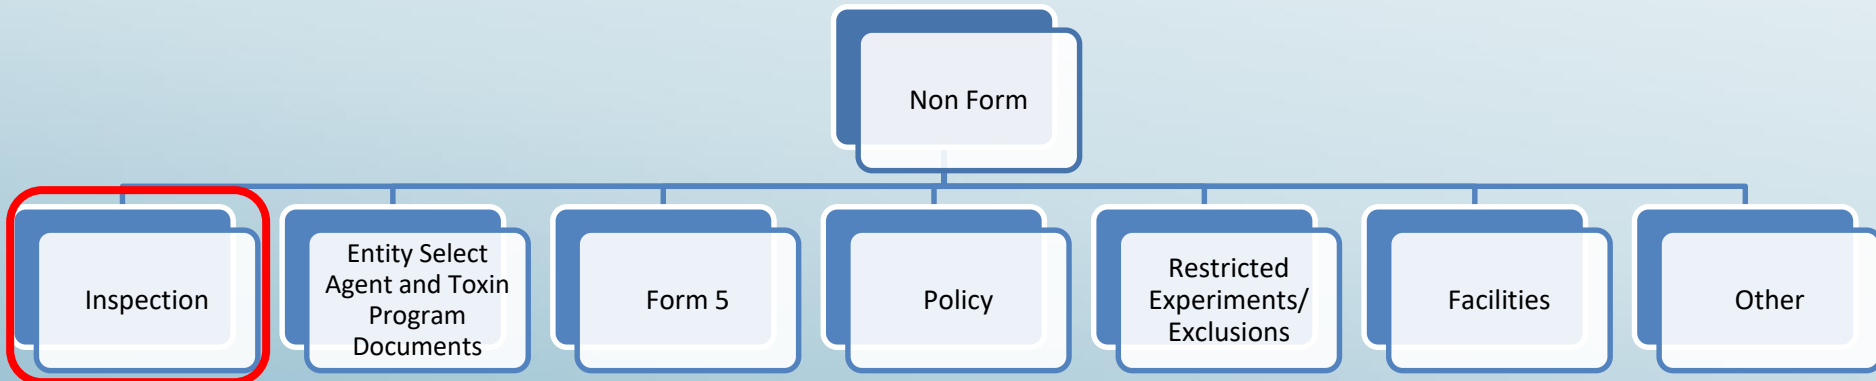 Non Form
Inspection
Entity Select
Agent and Toxin
Program
Documents
Form 5
Policy
Restricted
Experiments/
Exclusions
Facilities
Other